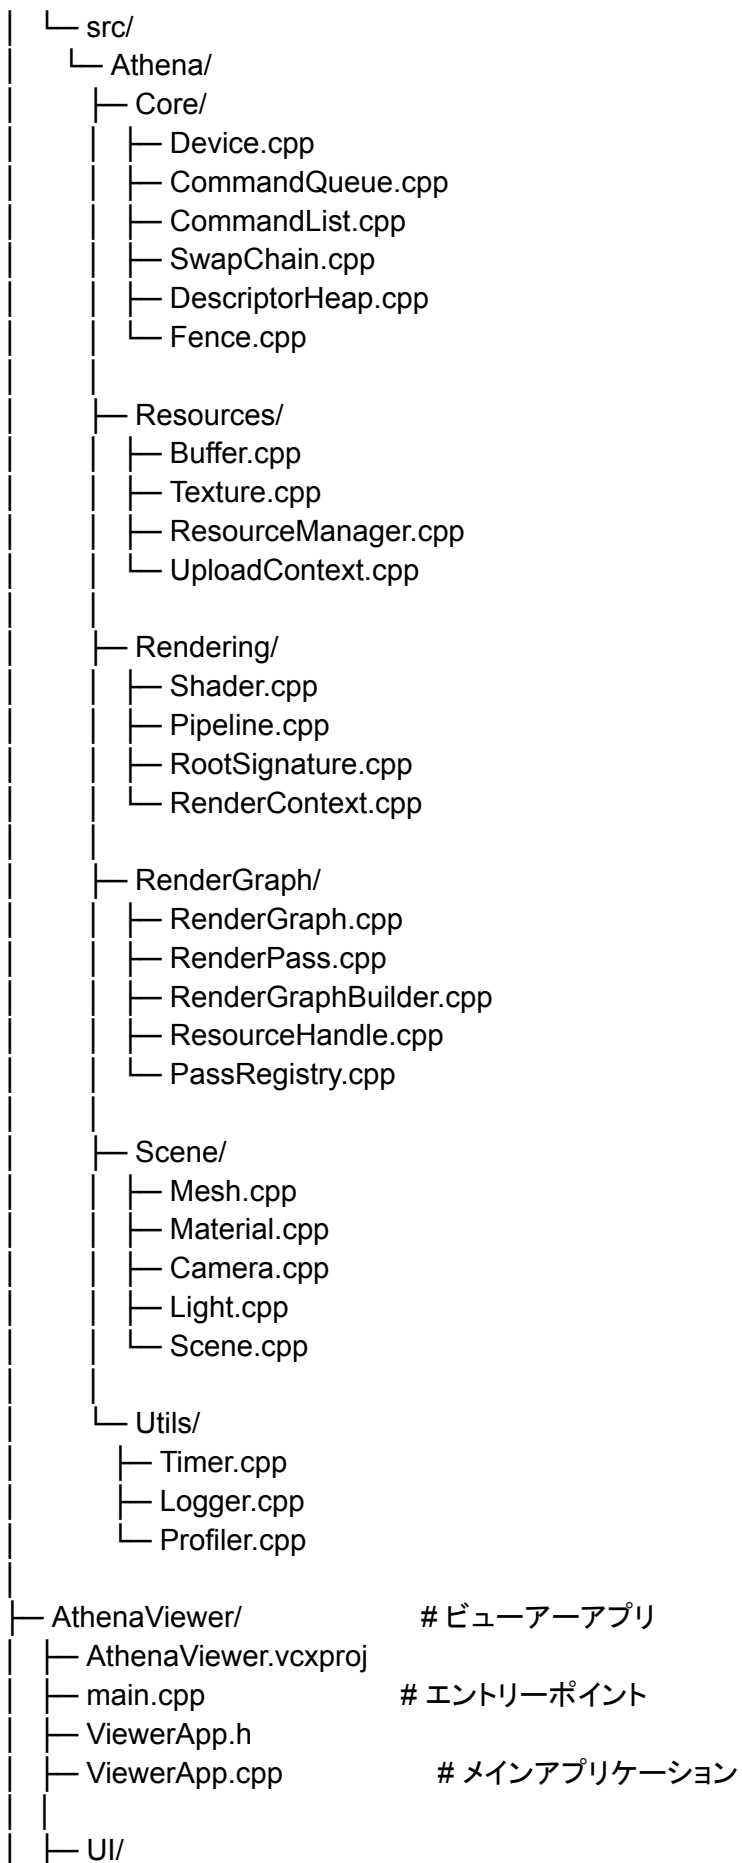 │ └── src/
│ └── Athena/
│ ├── Core/
│ │ ├── Device.cpp
│ │ ├── CommandQueue.cpp
│ │ ├── CommandList.cpp
│ │ ├── SwapChain.cpp
│ │ ├── DescriptorHeap.cpp
│ │ └── Fence.cpp
│ │
│ ├── Resources/
│ │ ├── Buffer.cpp
│ │ ├── Texture.cpp
│ │ ├── ResourceManager.cpp
│ │ └── UploadContext.cpp
│ │
│ ├── Rendering/
│ │ ├── Shader.cpp
│ │ ├── Pipeline.cpp
│ │ ├── RootSignature.cpp
│ │ └── RenderContext.cpp
│ │
│ ├── RenderGraph/
│ │ ├── RenderGraph.cpp
│ │ ├── RenderPass.cpp
│ │ ├── RenderGraphBuilder.cpp
│ │ ├── ResourceHandle.cpp
│ │ └── PassRegistry.cpp
│ │
│ ├── Scene/
│ │ ├── Mesh.cpp
│ │ ├── Material.cpp
│ │ ├── Camera.cpp
│ │ ├── Light.cpp
│ │ └── Scene.cpp
│ │
│ └── Utils/
│ ├── Timer.cpp
│ ├── Logger.cpp
│ └── Profiler.cpp
│
├── AthenaViewer/ # ビューアーアプリ
│ ├── AthenaViewer.vcxproj
│ ├── main.cpp # エントリーポイント
│ ├── ViewerApp.h
│ ├── ViewerApp.cpp # メインアプリケーション
│ │
│ ├── UI/